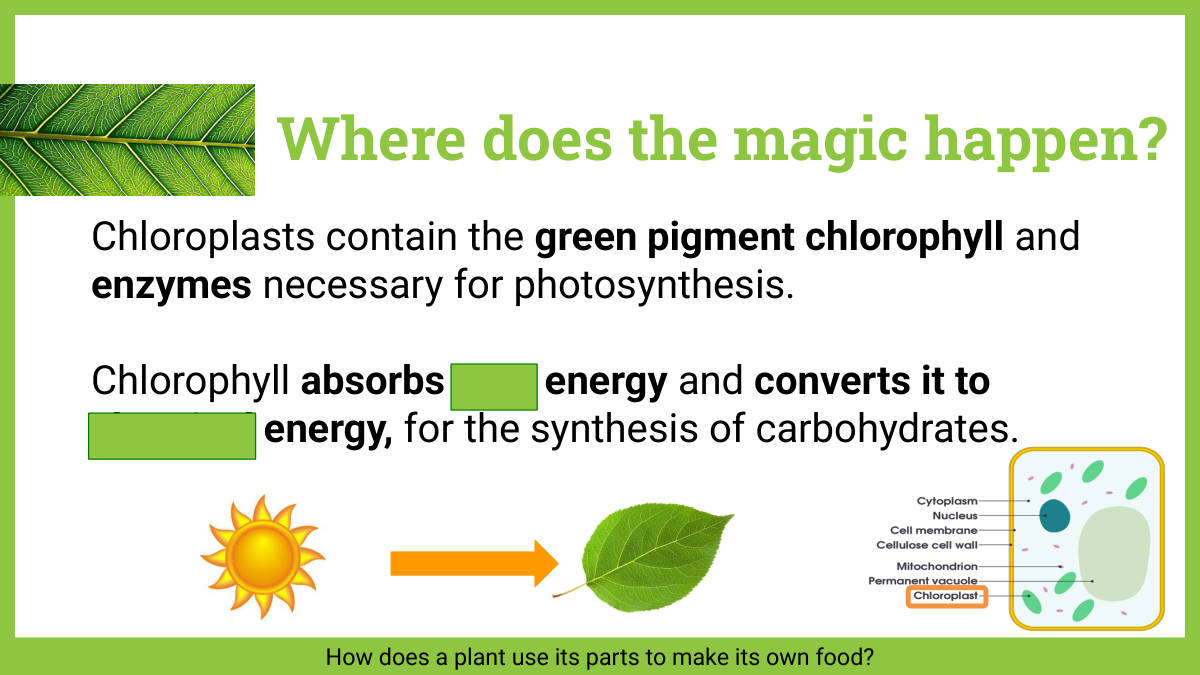 Where does the magic happen?
Chloroplasts contain the green pigment chlorophyll and
enzymes necessary for photosynthesis.
Chlorophyll absorbs energy and converts it to
energy, for the synthesis of carbohydrates.
Cytoplasm
Nucleus
Cell membrane
Cellulose cell wall
Mitochondrion
Permanent vacuole
Chloroplast
How does a plant use its parts to make its own food?